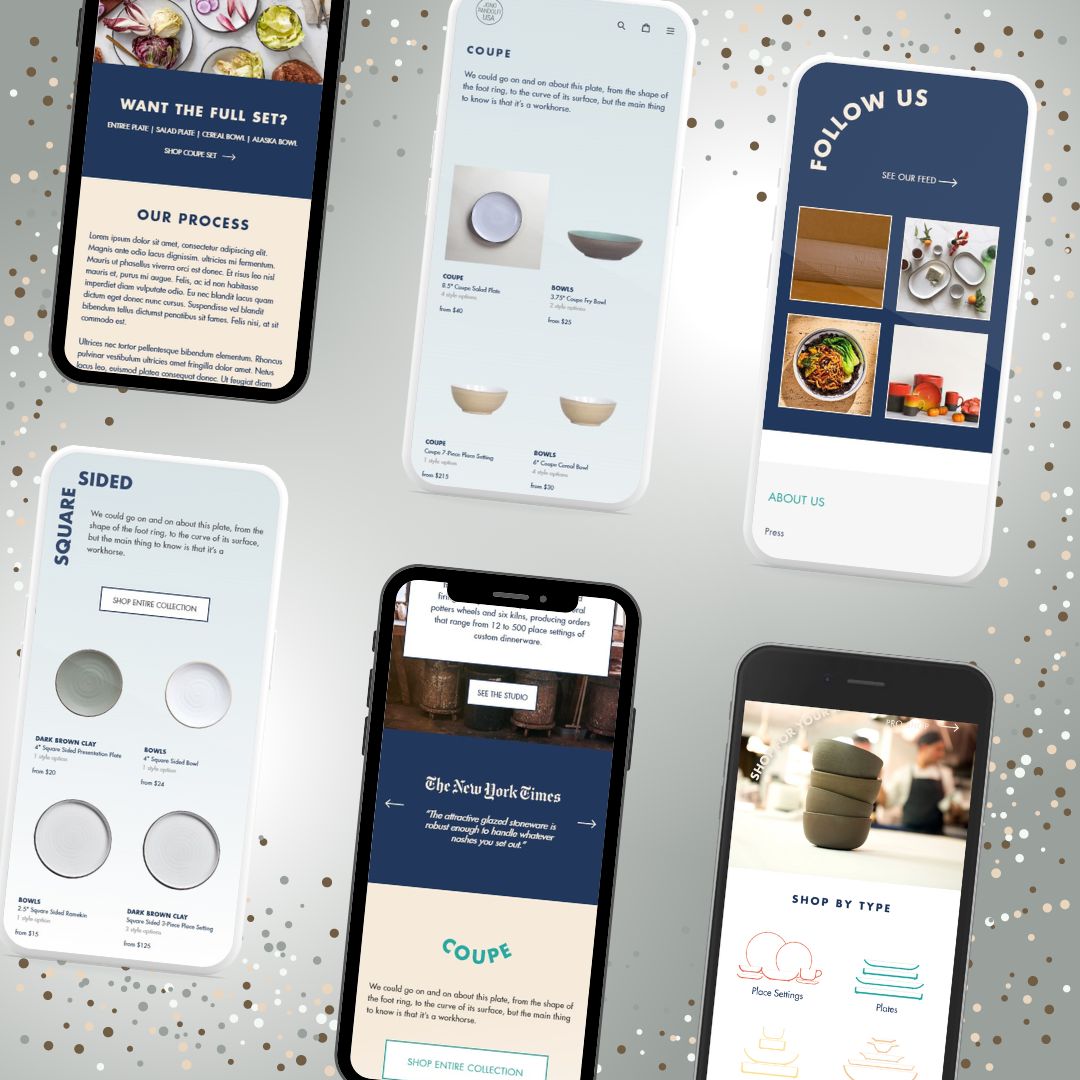 WANT THE FULL SET?
ENTREE PLATE | SALAD PLATE | CEREAL BOWL | ALASKA BOWL
SHOP COUPE SET
OUR PROCESS
Lorem ipsum dolor sit amet, consectetur adipiscing elit.
Magnis ante odio lacus dignissim. ultricies mi fermentum.
Mauris ut phasellus viverra orci est donec. Et risus leo nisl
mauris et, purus mi augue. Felis, ac id non habitasse
imperdiet diam vulputate odio. Eu nec blandit lacus quam
dictum eget donec nunc cursus. Suspendisse vel blandit
bibendum tellus dictumst penatibus sit fames. Felis nisi, at sit
commodo est.
Ultrices nec tortor pellentesque bibendum elementum. Rhoncus
pulvinar vestibulum ultricies amet fringilla dolor amet. Netus
lacus leo, euismod platea consequat donec. Ut feugiat diam
JONO
PANDOLFI
USA
COUPE
We could go on and on about this plate, from the shape of
the foot ring, to the curve of its surface, but the main thing
to know is that it's a workhorse.
COUPE
8.5" Coupe Salad Plate
4 style options
from $40
BOWLS
3.75" Coupe Fry Bowl
2 style options
from $25
COUPE
Coupe 7-Piece Place Setting
1 style option
from $215
BOWLS
6" Coupe Cereal Bowl
4 style options
from $30
FOLLOW US
SEE OUR FEED
ABOUT US
Press
SQUARE
SIDED
We could go on and on about this plate, from the
shape of the foot ring, to the curve of its surface,
but the main thing to know is that it's a
workhorse.
SHOP ENTIRE COLLECTION
DARK BROWN CLAY
4" Square Sided Presentation Plate
1 style option
from $20
BOWLS
4" Square Sided Bowl
1 style option
from $24
BOWLS
2.5" Square Sided Ramekin
1 style option
from $15
DARK BROWN CLAY
Square Sided 3-Piece Place Setting
3 style options
from $125
potters wheels and six kilns, producing orders
that range from 12 to 500 place settings of
custom dinnerware.
SEE THE STUDIO
The New York Times
"The attractive glazed stoneware is
robust enough to handle whatever
noshes you set out."
COUPE
We could go on and on about this plate, from the shape of
the foot ring, to the curve of its surface, but the main thing
to know is that it's a workhorse.
SHOP ENTIRE COLLECTION
SHOP FOR YOUR
SHOP BY TYPE
Place Settings
Plates